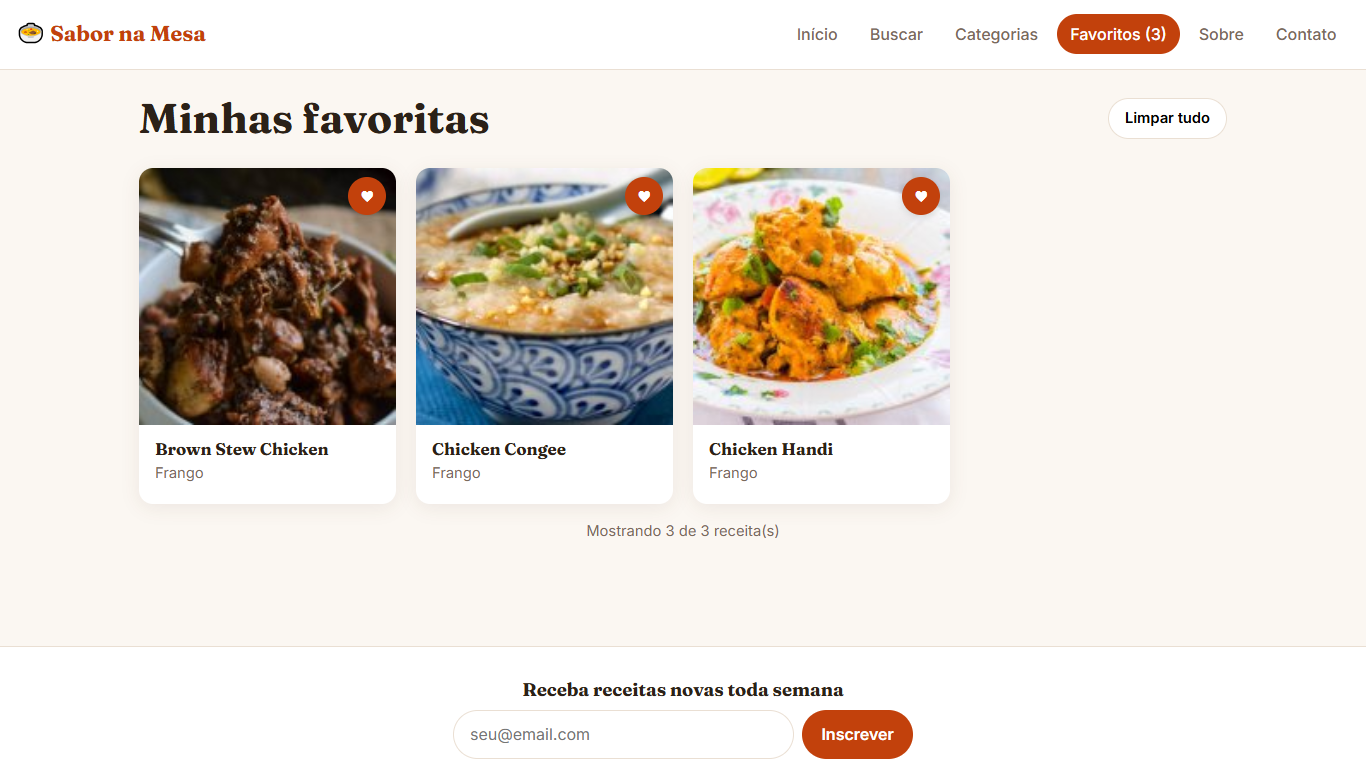 Sabor na Mesa
Início
Buscar
Categorias
Favoritos (3)
Sobre
Contato
Minhas favoritas
Limpar tudo
Brown Stew Chicken
Frango
Chicken Congee
Frango
Chicken Handi
Frango
Mostrando 3 de 3 receita(s)
Receba receitas novas toda semana
seu@email.com
Inscrever